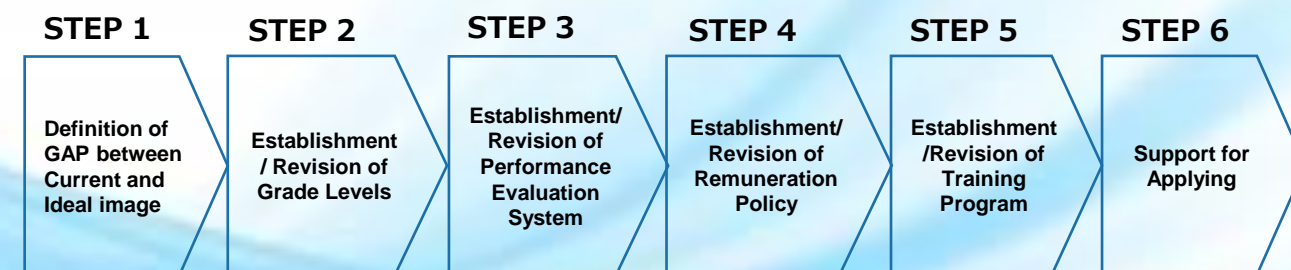 STEP 1
Definition of
GAP between
Current and
Ideal image
STEP 2
Establishment
/ Revision of
Grade Levels
STEP 3
Establishment/
Revision of
Performance
Evaluation
System
STEP 4
Establishment/
Revision of
Remuneration
Policy
STEP 5
Establishment
/Revision of
Training
Program
STEP 6
Support for
Applying